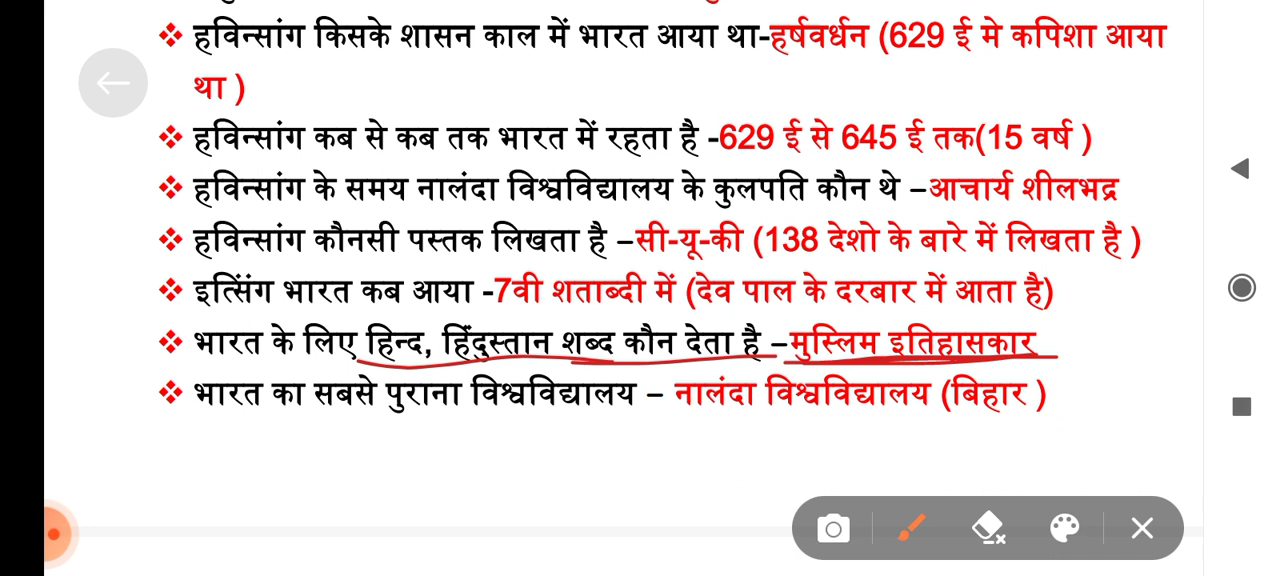 ❖ हविन्सांग किसके शासन काल में भारत आया था-हर्षवर्धन (629 ई मे कपिशा आया
था )
❖ हविन्सांग कब से कब तक भारत में रहता है -629 ई से 645 ई तक(15 वर्ष )
❖ हविन्सांग के समय नालंदा विश्वविद्यालय के कुलपति कौन थे –आचार्य शीलभद्र
❖ हविन्सांग कौनसी पस्तक लिखता है –सी-यू-की (138 देशो के बारे में लिखता है )
❖ इत्सिंग भारत कब आया -7वी शताब्दी में (देव पाल के दरबार में आता है)
❖ भारत के लिए हिन्द, हिंदुस्तान शब्द कौन देता है –मुस्लिम इतिहासकार
❖ भारत का सबसे पुराना विश्वविद्यालय – नालंदा विश्वविद्यालय (बिहार )